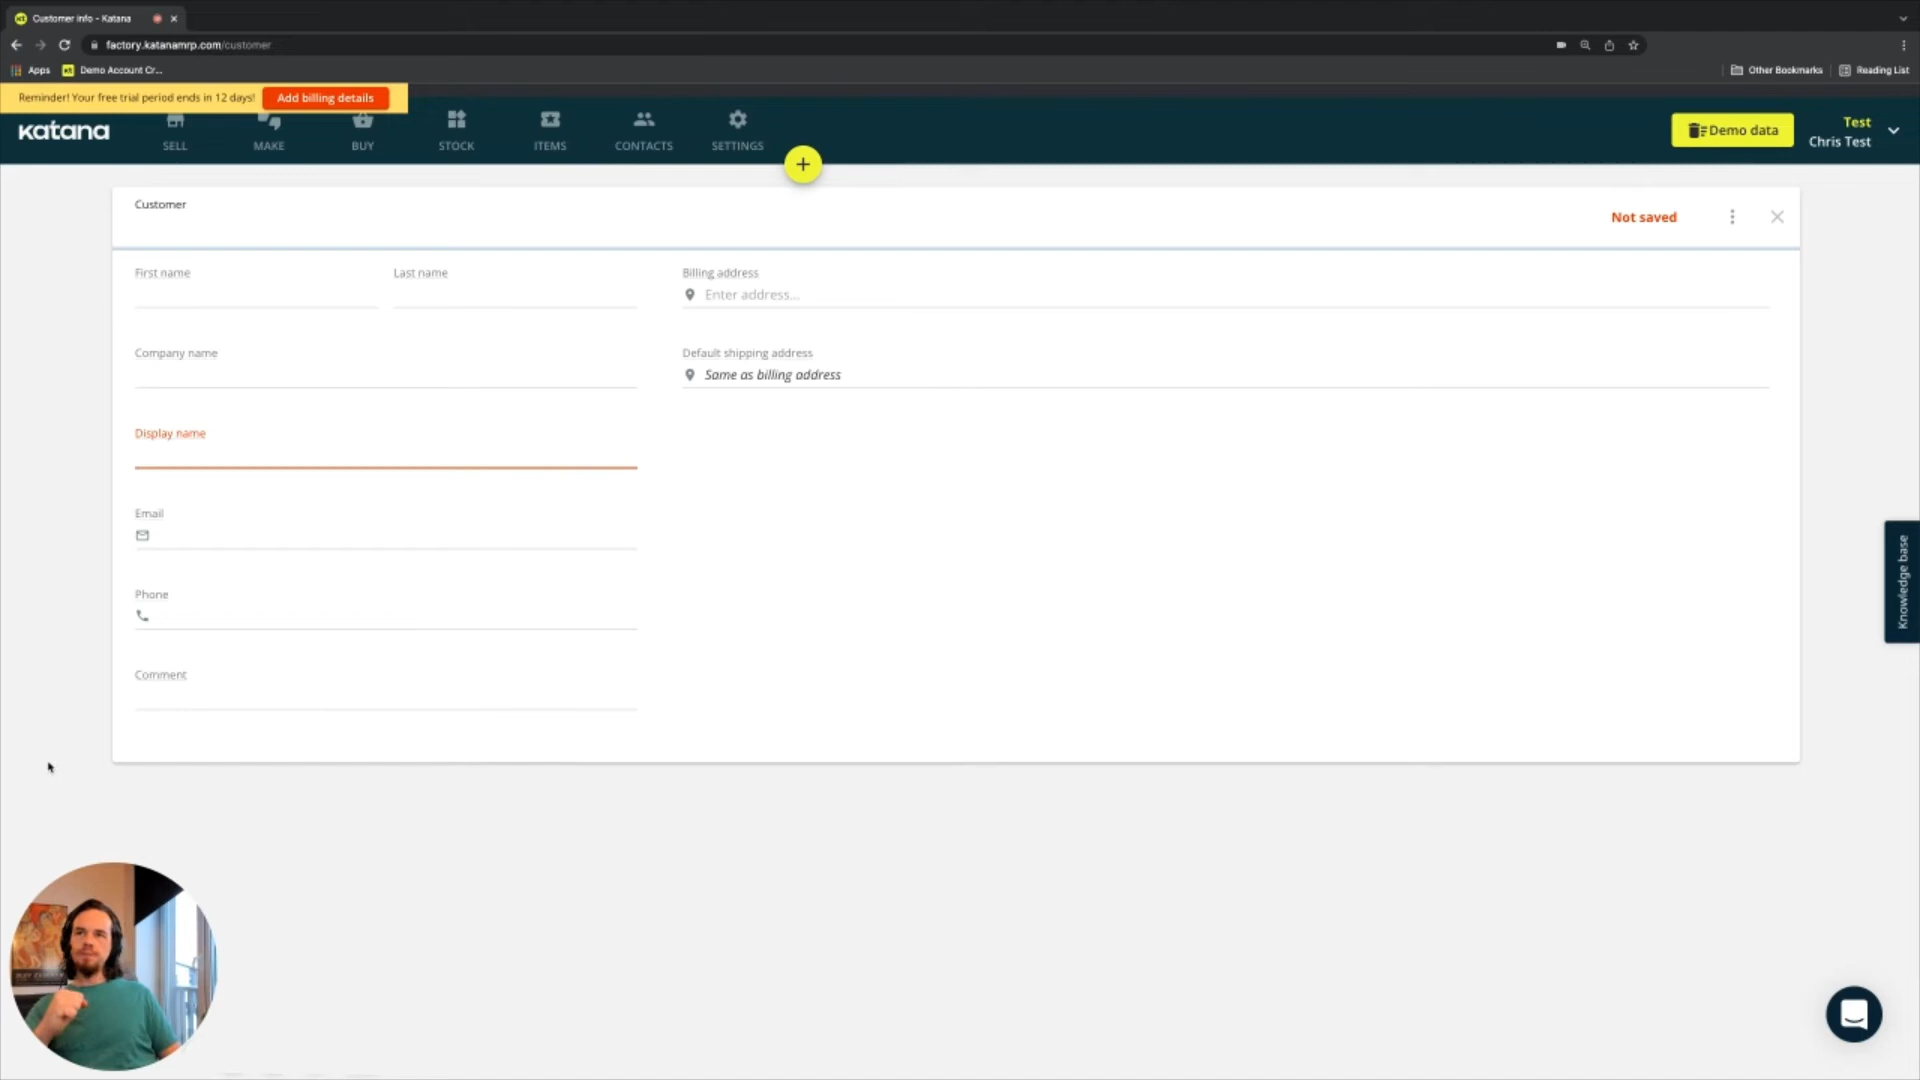 Customer info - Katana
factory.katanamrp.com/customer
Apps
Demo Account Cr...
Other Bookmarks
Reading List
Reminder! Your free trial period ends in 12 days!
Add billing details
katana
SELL
MAKE
BUY
STOCK
ITEMS
CONTACTS
SETTINGS
+
Demo data
Test
Chris Test
Customer
Not saved
First name
Last name
Billing address
Enter address...
Company name
Default shipping address
Same as billing address
Display name
Email
Phone
Comment
Knowledge base